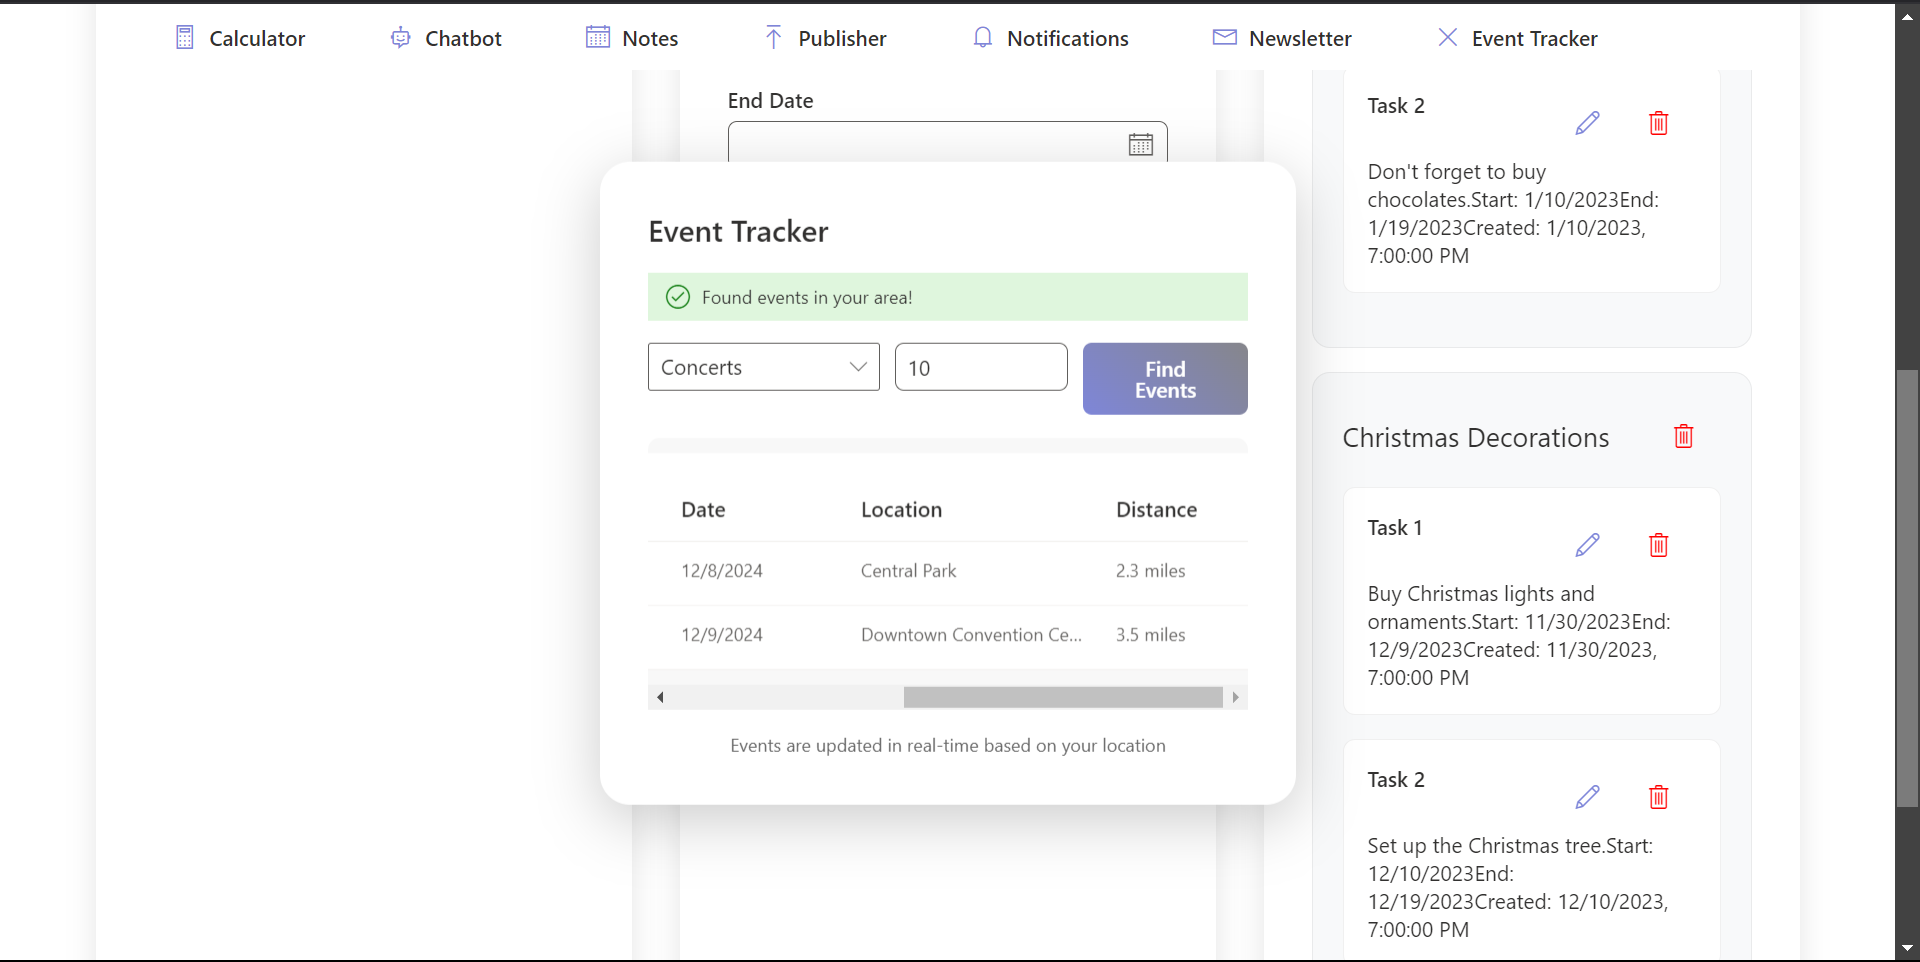 Calculator
Chatbot
Notes
Publisher
Notifications
Newsletter
Event Tracker
End Date
Event Tracker
Found events in your area!
Concerts
10
Find
Events
Date Location Distance
12/8/2024 Central Park 2.3 miles
12/9/2024 Downtown Convention Ce... 3.5 miles
Events are updated in real-time based on your location
Task 2
Don't forget to buy
chocolates.Start: 1/10/2023End:
1/19/2023Created: 1/10/2023,
7:00:00 PM
Christmas Decorations
Task 1
Buy Christmas lights and
ornaments.Start: 11/30/2023End:
12/9/2023Created: 11/30/2023,
7:00:00 PM
Task 2
Set up the Christmas tree.Start:
12/10/2023End:
12/19/2023Created: 12/10/2023,
7:00:00 PM